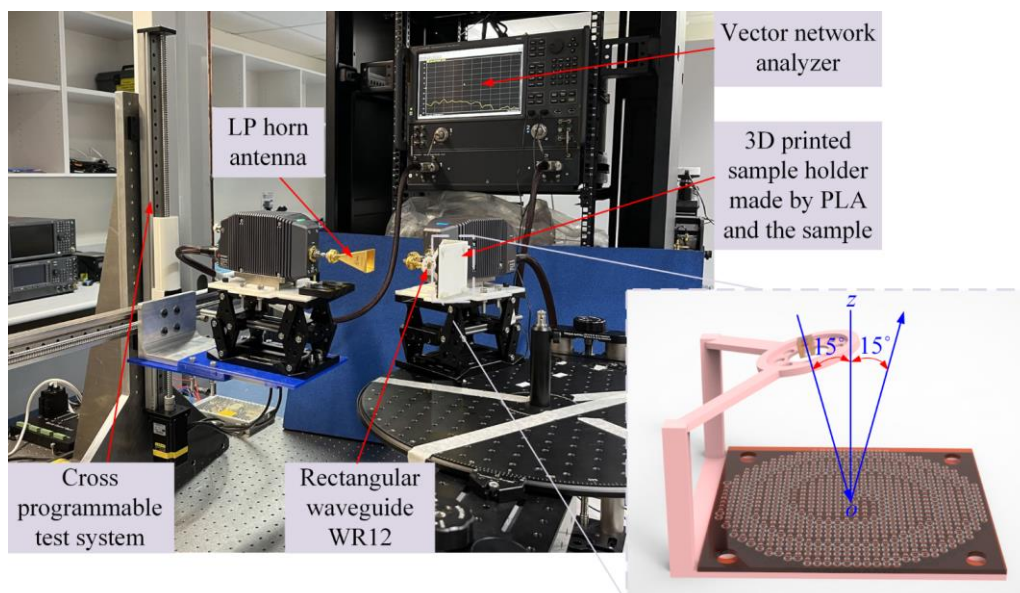 Vector network
analyzer
LP horn
antenna
3D printed
sample holder
made by PLA
and the sample
z
15°
15°
o
Cross
programmable
test system
Rectangular
waveguide
WR12